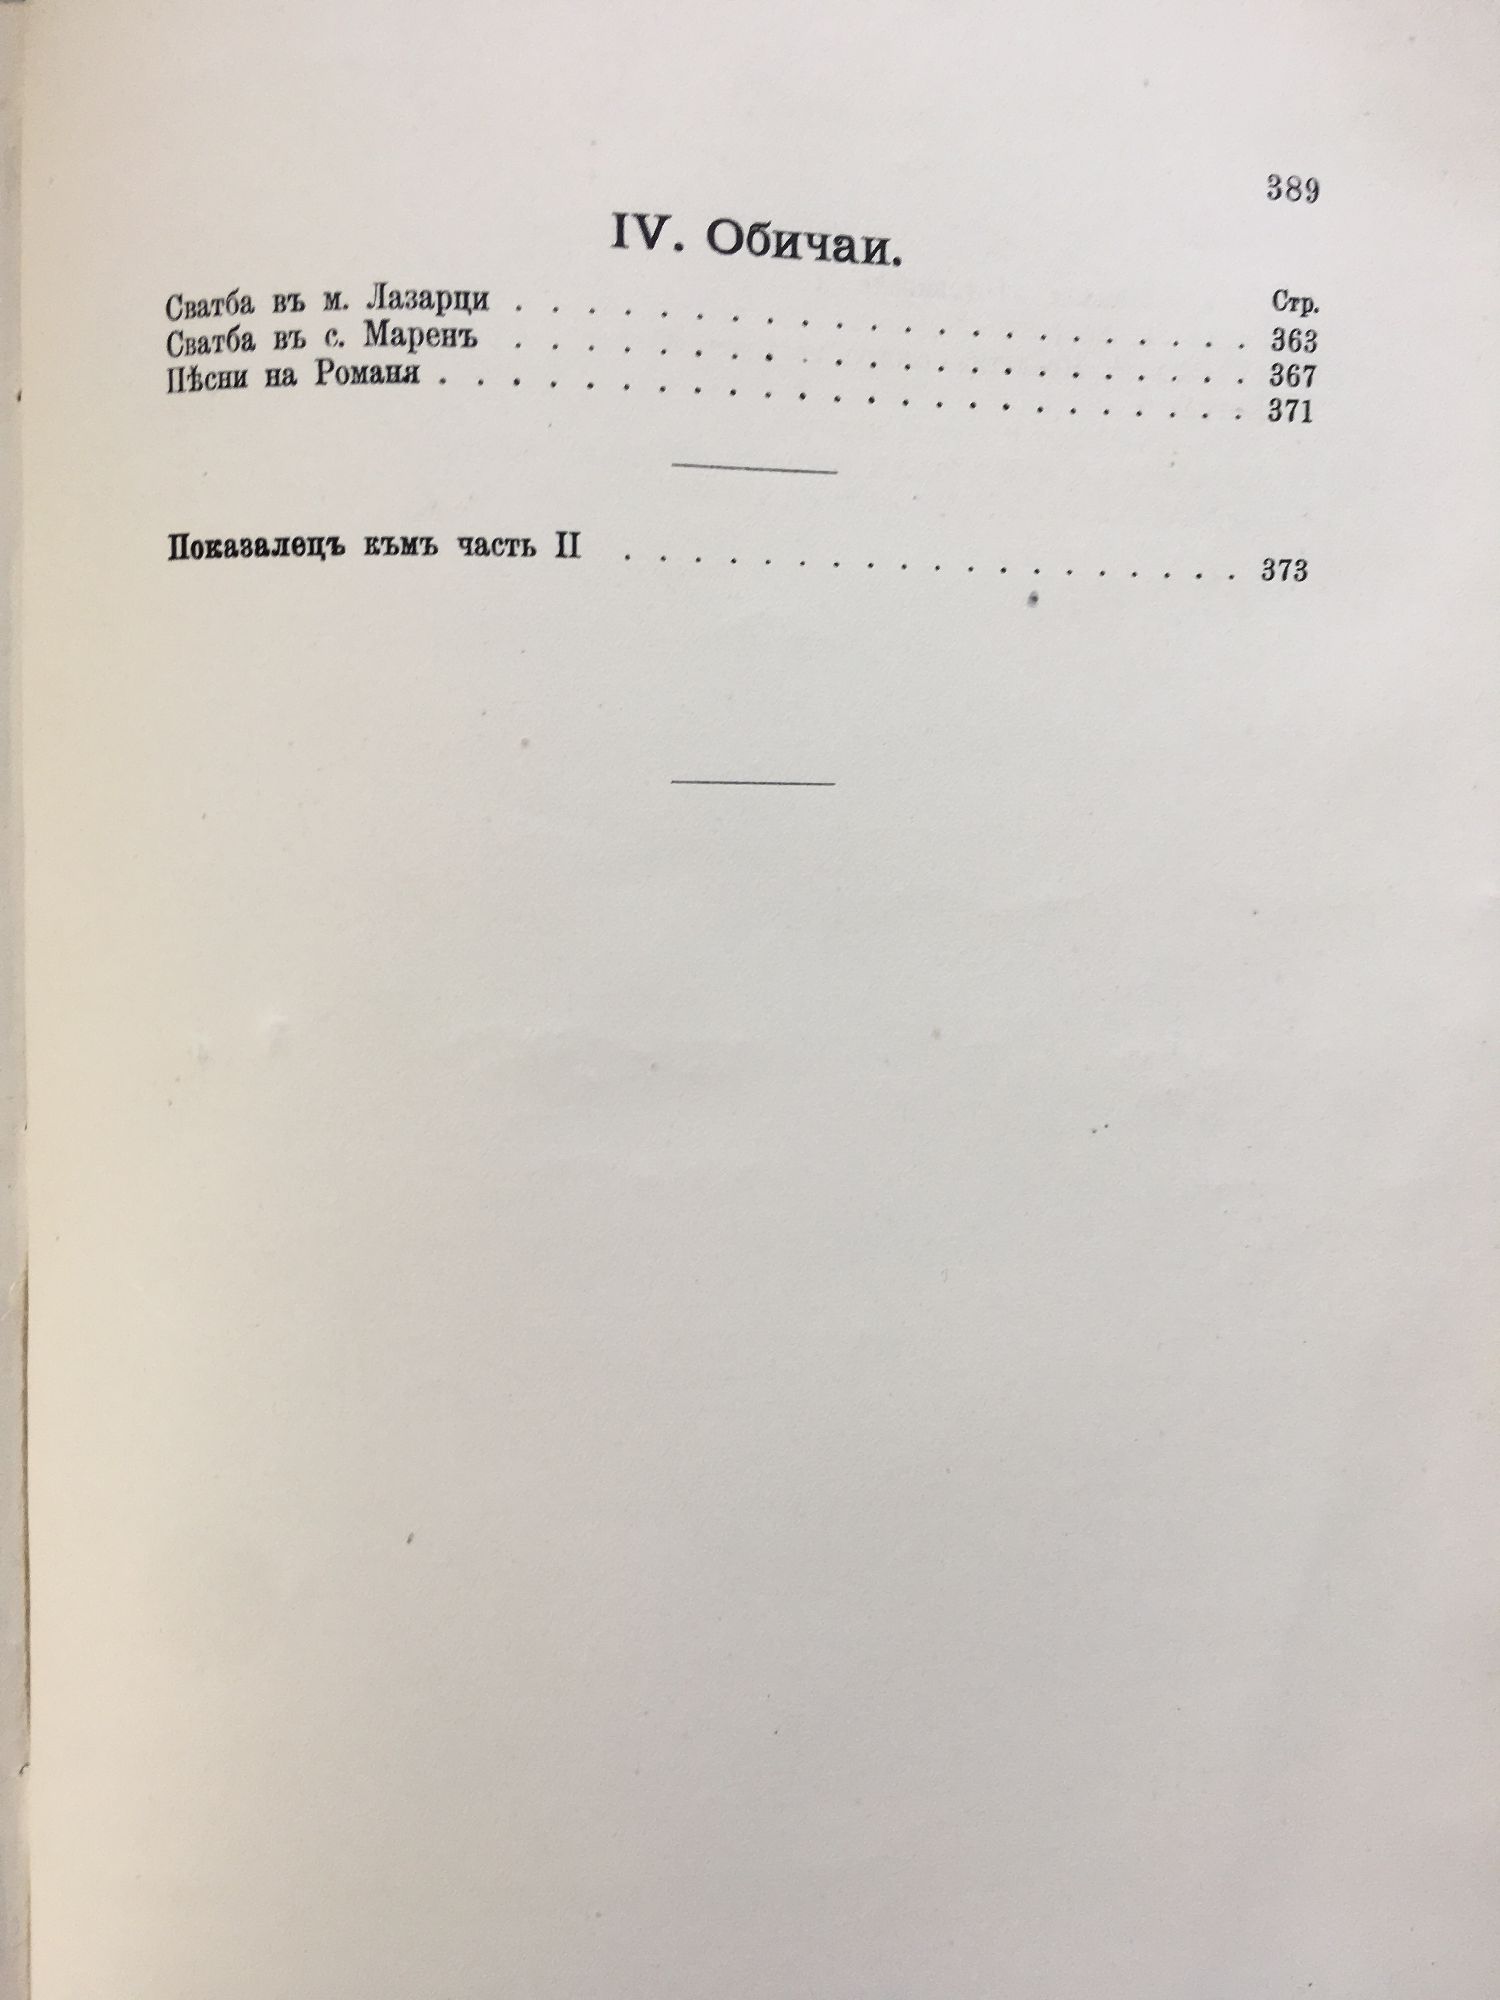 389
IV. Обичаи.
Стр.
Сватба въ м. Лазарци . . . . . . . . . . . . . . . . . . . . . 363
Сватба въ с. Маренъ . . . . . . . . . . . . . . . . . . . . . 367
Пѣсни на Романя . . . . . . . . . . . . . . . . . . . . . . . 371
Показалецъ къмъ часть II . . . . . . . . . . . . . . . . . . 373